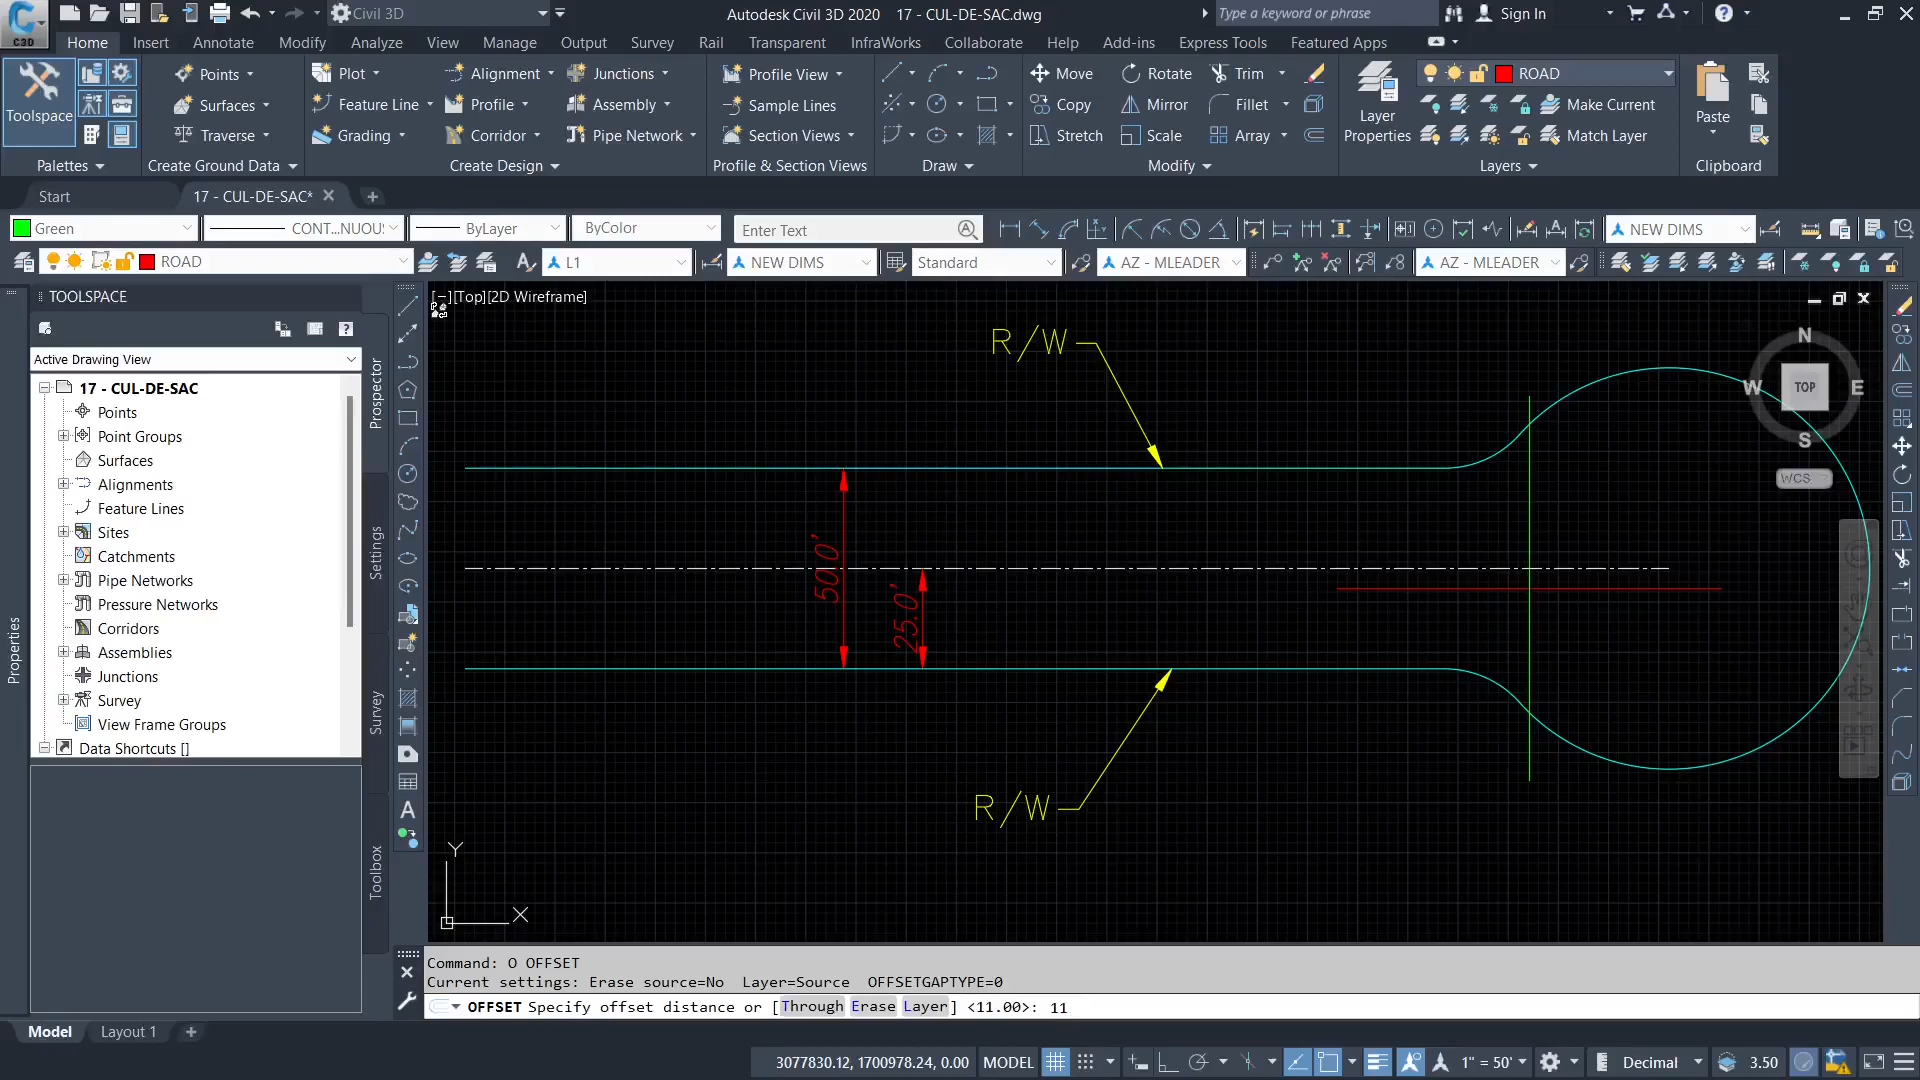 C3D
Civil 3D
Autodesk Civil 3D 2020
17 - CUL-DE-SAC.dwg
Type a keyword or phrase
Sign In
Home
Insert
Annotate
Modify
Analyze
View
Manage
Output
Survey
Rail
Transparent
InfraWorks
Collaborate
Help
Add-ins
Express Tools
Featured Apps
Toolspace
Palettes
Points
Surfaces
Traverse
Create Ground Data
Plot
Feature Line
Grading
Alignment
Profile
Corridor
Junctions
Assembly
Pipe Network
Create Design
Profile View
Sample Lines
Section Views
Profile & Section Views
Draw
Move
Copy
Stretch
Rotate
Mirror
Scale
Trim
Fillet
Array
Modify
Layer
Properties
ROAD
Make Current
Match Layer
Layers
Paste
Clipboard
Start
17 - CUL-DE-SAC*
Green
CONT...NUOUS
ByLayer
ByColor
Enter Text
NEW DIMS
ROAD
L1
NEW DIMS
Standard
AZ - MLEADER
AZ - MLEADER
Properties
TOOLSPACE
Active Drawing View
17 - CUL-DE-SAC
Points
Point Groups
Surfaces
Alignments
Feature Lines
Sites
Catchments
Pipe Networks
Pressure Networks
Corridors
Assemblies
Junctions
Survey
View Frame Groups
Data Shortcuts []
Prospector
Settings
Survey
Toolbox
[−][Top][2D Wireframe]
R/W
50.0'
25.0'
R/W
N
W
TOP
E
S
WCS
Y
X
Command: O OFFSET
Current settings: Erase source=No Layer=Source OFFSETGAPTYPE=0
OFFSET Specify offset distance or [Through Erase Layer] <11.00>: 11
Model
Layout 1
3077830.12, 1700978.24, 0.00
MODEL
1" = 50'
Decimal
3.50